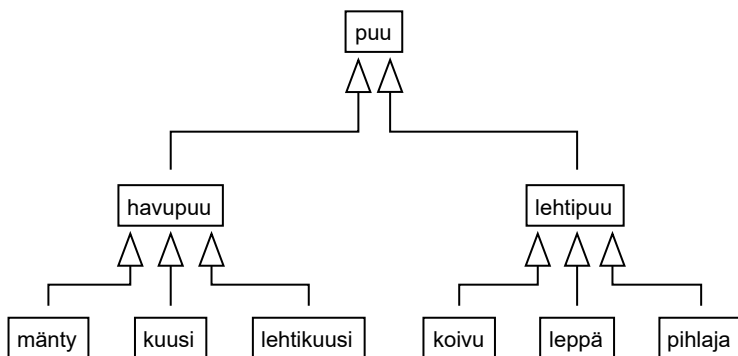 puu
havupuu
lehtipuu
mänty
kuusi
lehtikuusi
koivu
leppä
pihlaja